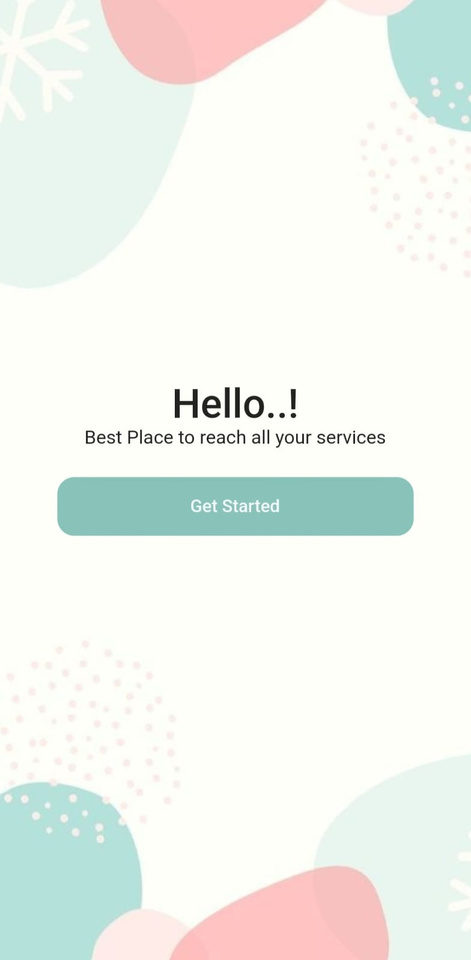 Hello..!
Best Place to reach all your services
Get Started